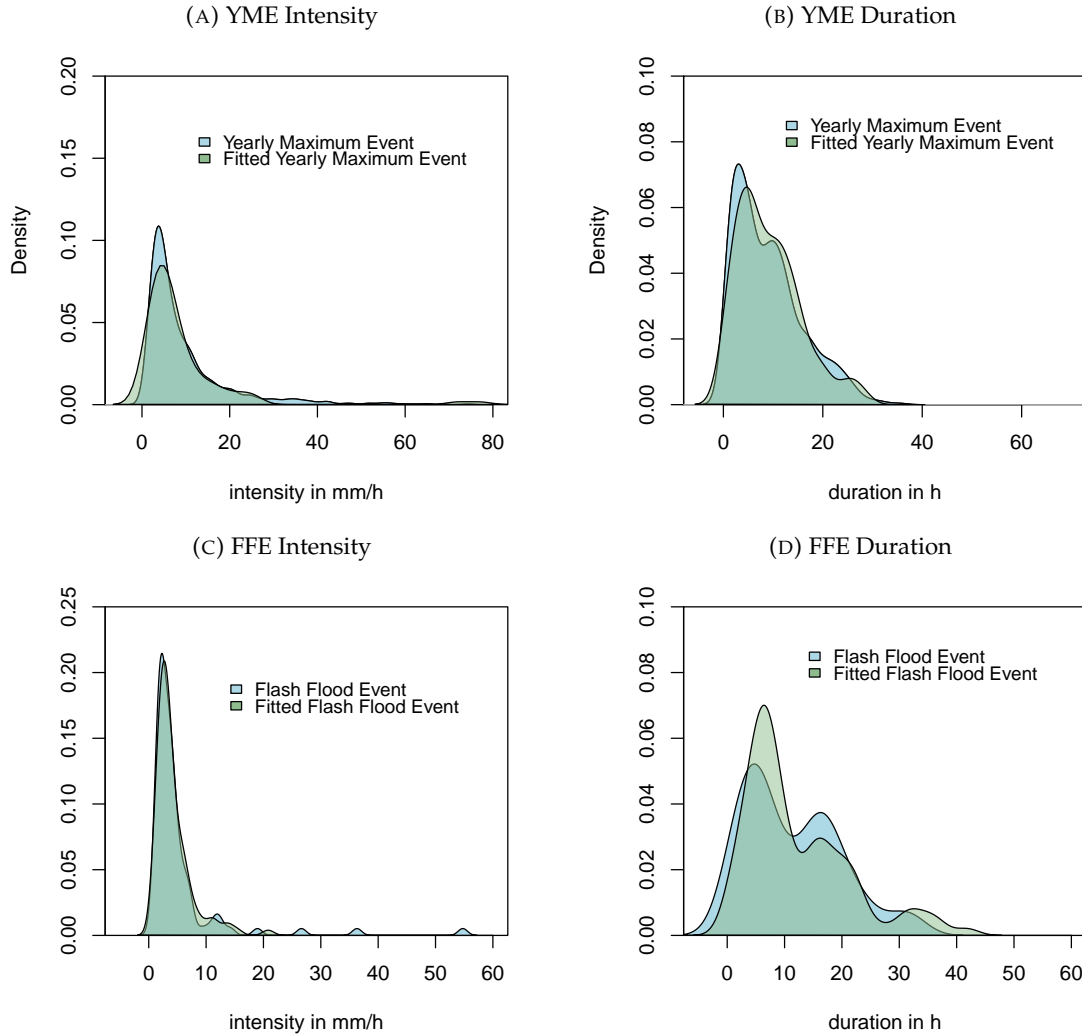 (A) YME Intensity
0.00 0.05 0.10 0.15 0.20
Density
Yearly Maximum Event
Fitted Yearly Maximum Event
0 20 40 60 80
intensity in mm/h
(B) YME Duration
0.00 0.02 0.04 0.06 0.08 0.10
Density
Yearly Maximum Event
Fitted Yearly Maximum Event
0 20 40 60
duration in h
(C) FFE Intensity
0.00 0.05 0.10 0.15 0.20 0.25
Flash Flood Event
Fitted Flash Flood Event
0 10 20 30 40 50 60
intensity in mm/h
(D) FFE Duration
0.00 0.02 0.04 0.06 0.08 0.10
Flash Flood Event
Fitted Flash Flood Event
0 10 20 30 40 50 60
duration in h